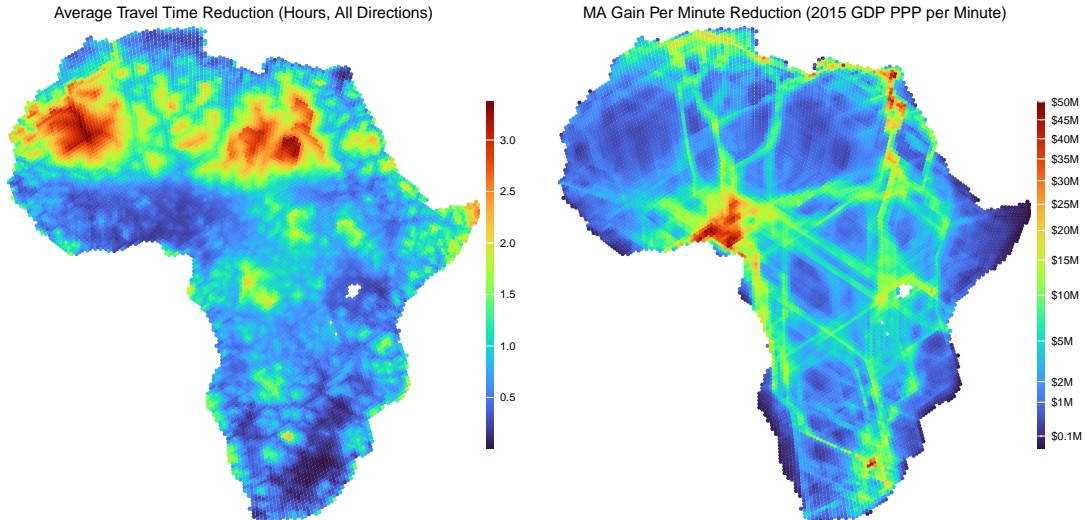 Average Travel Time Reduction (Hours, All Directions)
3.0
2.5
2.0
1.5
1.0
0.5
MA Gain Per Minute Reduction (2015 GDP PPP per Minute)
$50M
$45M
$40M
$35M
$30M
$25M
$20M
$15M
$10M
$5M
$2M
$1M
$0.1M